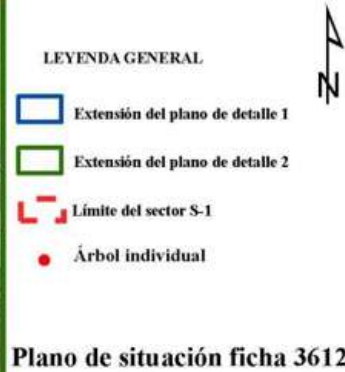 N
LEYENDA GENERAL
Extensión del plano de detalle 1
Extensión del plano de detalle 2
Límite del sector S-1
Árbol individual
Plano de situación ficha 3612